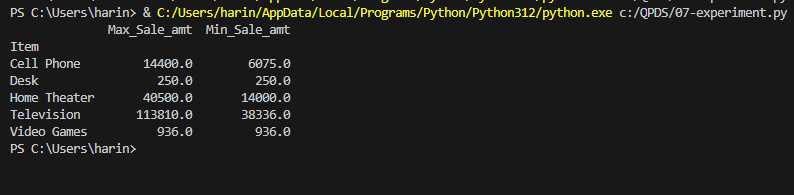 PS C:\Users\harin> & C:/Users/harin/AppData/Local/Programs/Python/Python312/python.exe c:/QPDS/07-experiment.py
Max_Sale_amt Min_Sale_amt
Item
Cell Phone 14400.0 6075.0
Desk 250.0 250.0
Home Theater 40500.0 14000.0
Television 113810.0 38336.0
Video Games 936.0 936.0
PS C:\Users\harin>